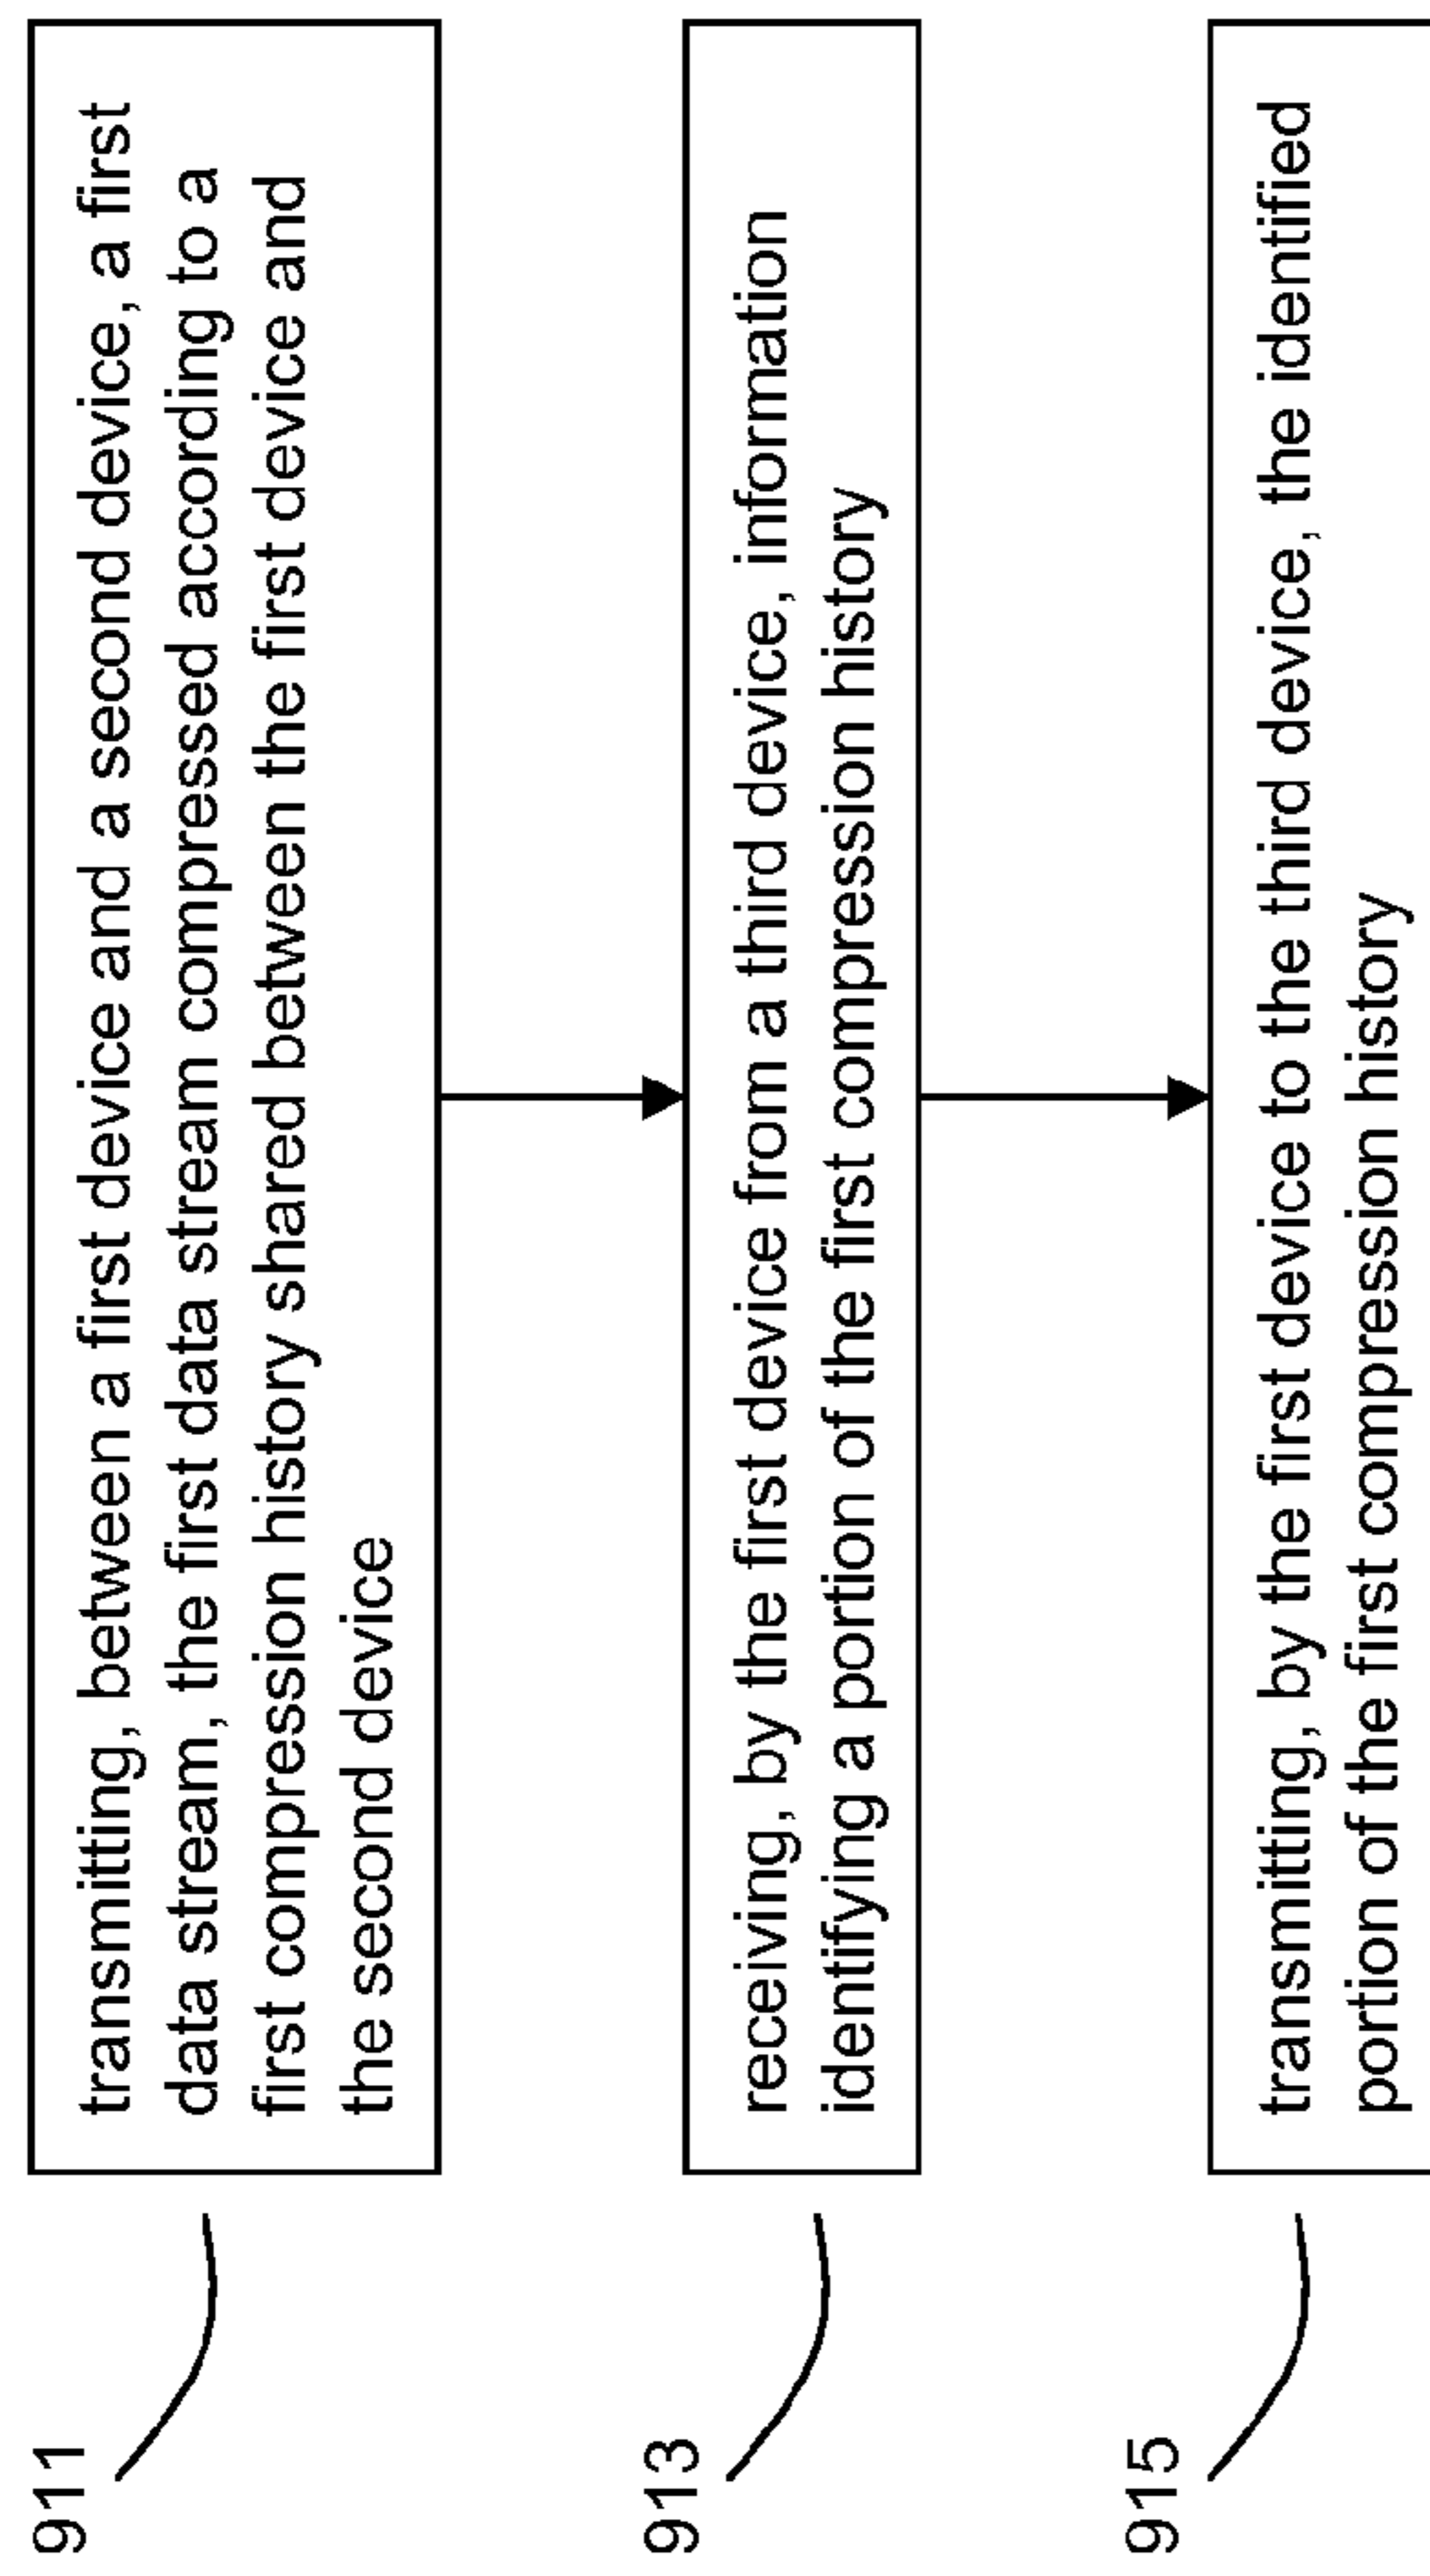 911
transmitting, between a first device and a second device, a first
data stream, the first data stream compressed according to a
first compression history shared between the first device and
the second device
913
receiving, by the first device from a third device, information
identifying a portion of the first compression history
915
transmitting, by the first device to the third device, the identified
portion of the first compression history